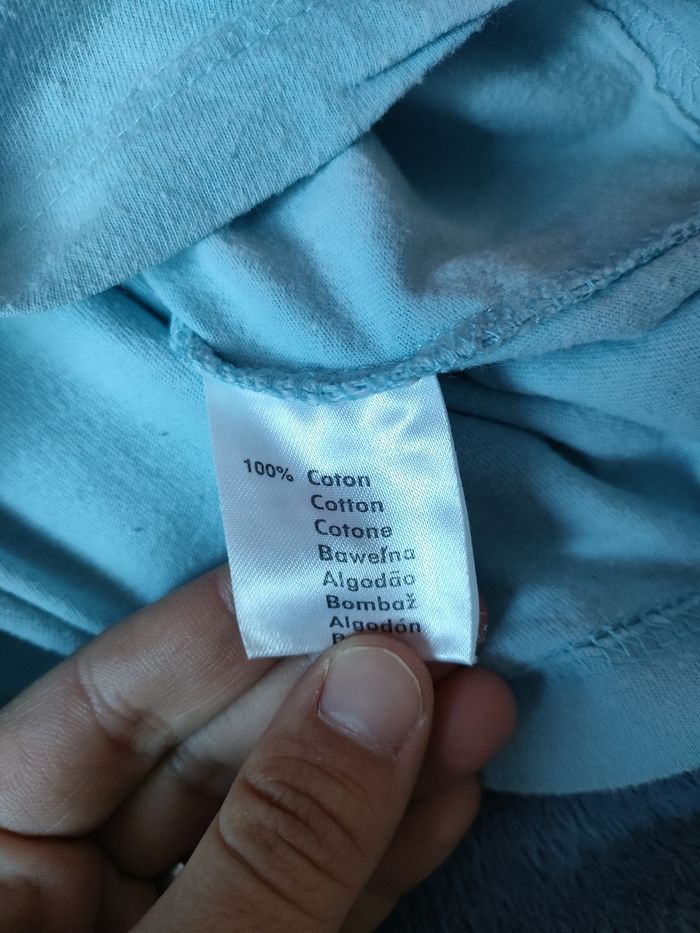 100% Coton
Cotton
Cotone
Bawełna
Algodão
Bombaž
Algodón